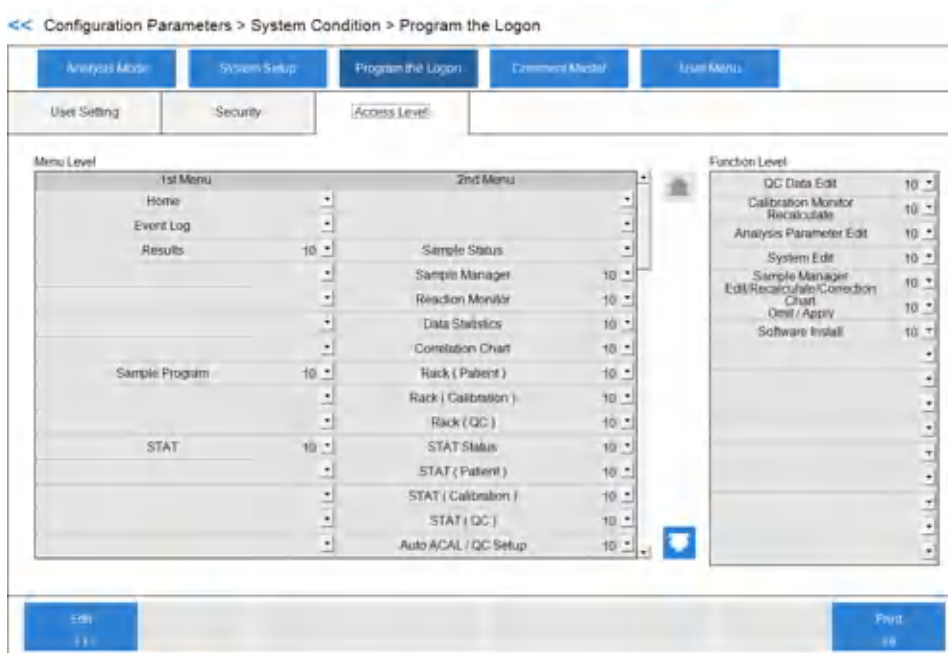 << Configuration Parameters > System Condition > Program the Logon
Analysis Mode System Setup Program the Logon Comment Master User Menu
User Setting Security Access Level
Menu Level Function Level
1st Menu 2nd Menu
QC Data Edit 10
Home
Calibration Monitor
Recalculate 10
Event Log
Analysis Parameter Edit 10
Results 10 Sample Status
System Edit 10
Sample Manager 10
Sample Manager
Edit/Recalculate/Correction 10
Reaction Monitor 10
Chart
Omit / Apply 10
Data Statistics 10
Software Install 10
Correlation Chart 10
Sample Program 10 Rack ( Patient ) 10
Rack ( Calibration ) 10
Rack ( QC ) 10
STAT 10 STAT Status 10
STAT ( Patient ) 10
STAT ( Calibration ) 10
STAT ( QC ) 10
Auto ACAL / QC Setup 10
Edit Print